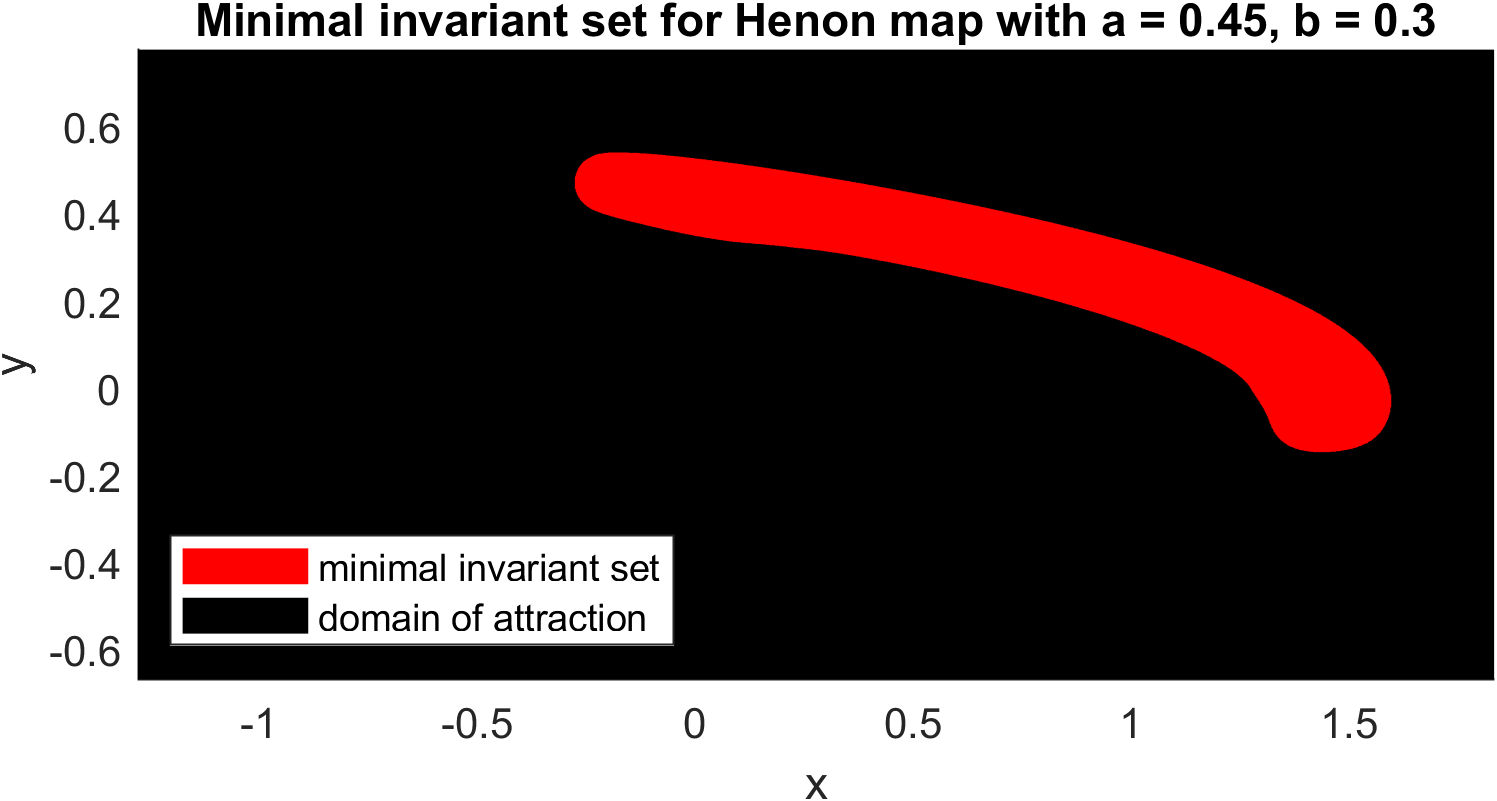 Minimal invariant set for Henon map with a = 0.45, b = 0.3
0.6
0.4
0.2
0
-0.2
-0.4
-0.6
y
minimal invariant set
domain of attraction
-1 -0.5 0 0.5 1 1.5
x